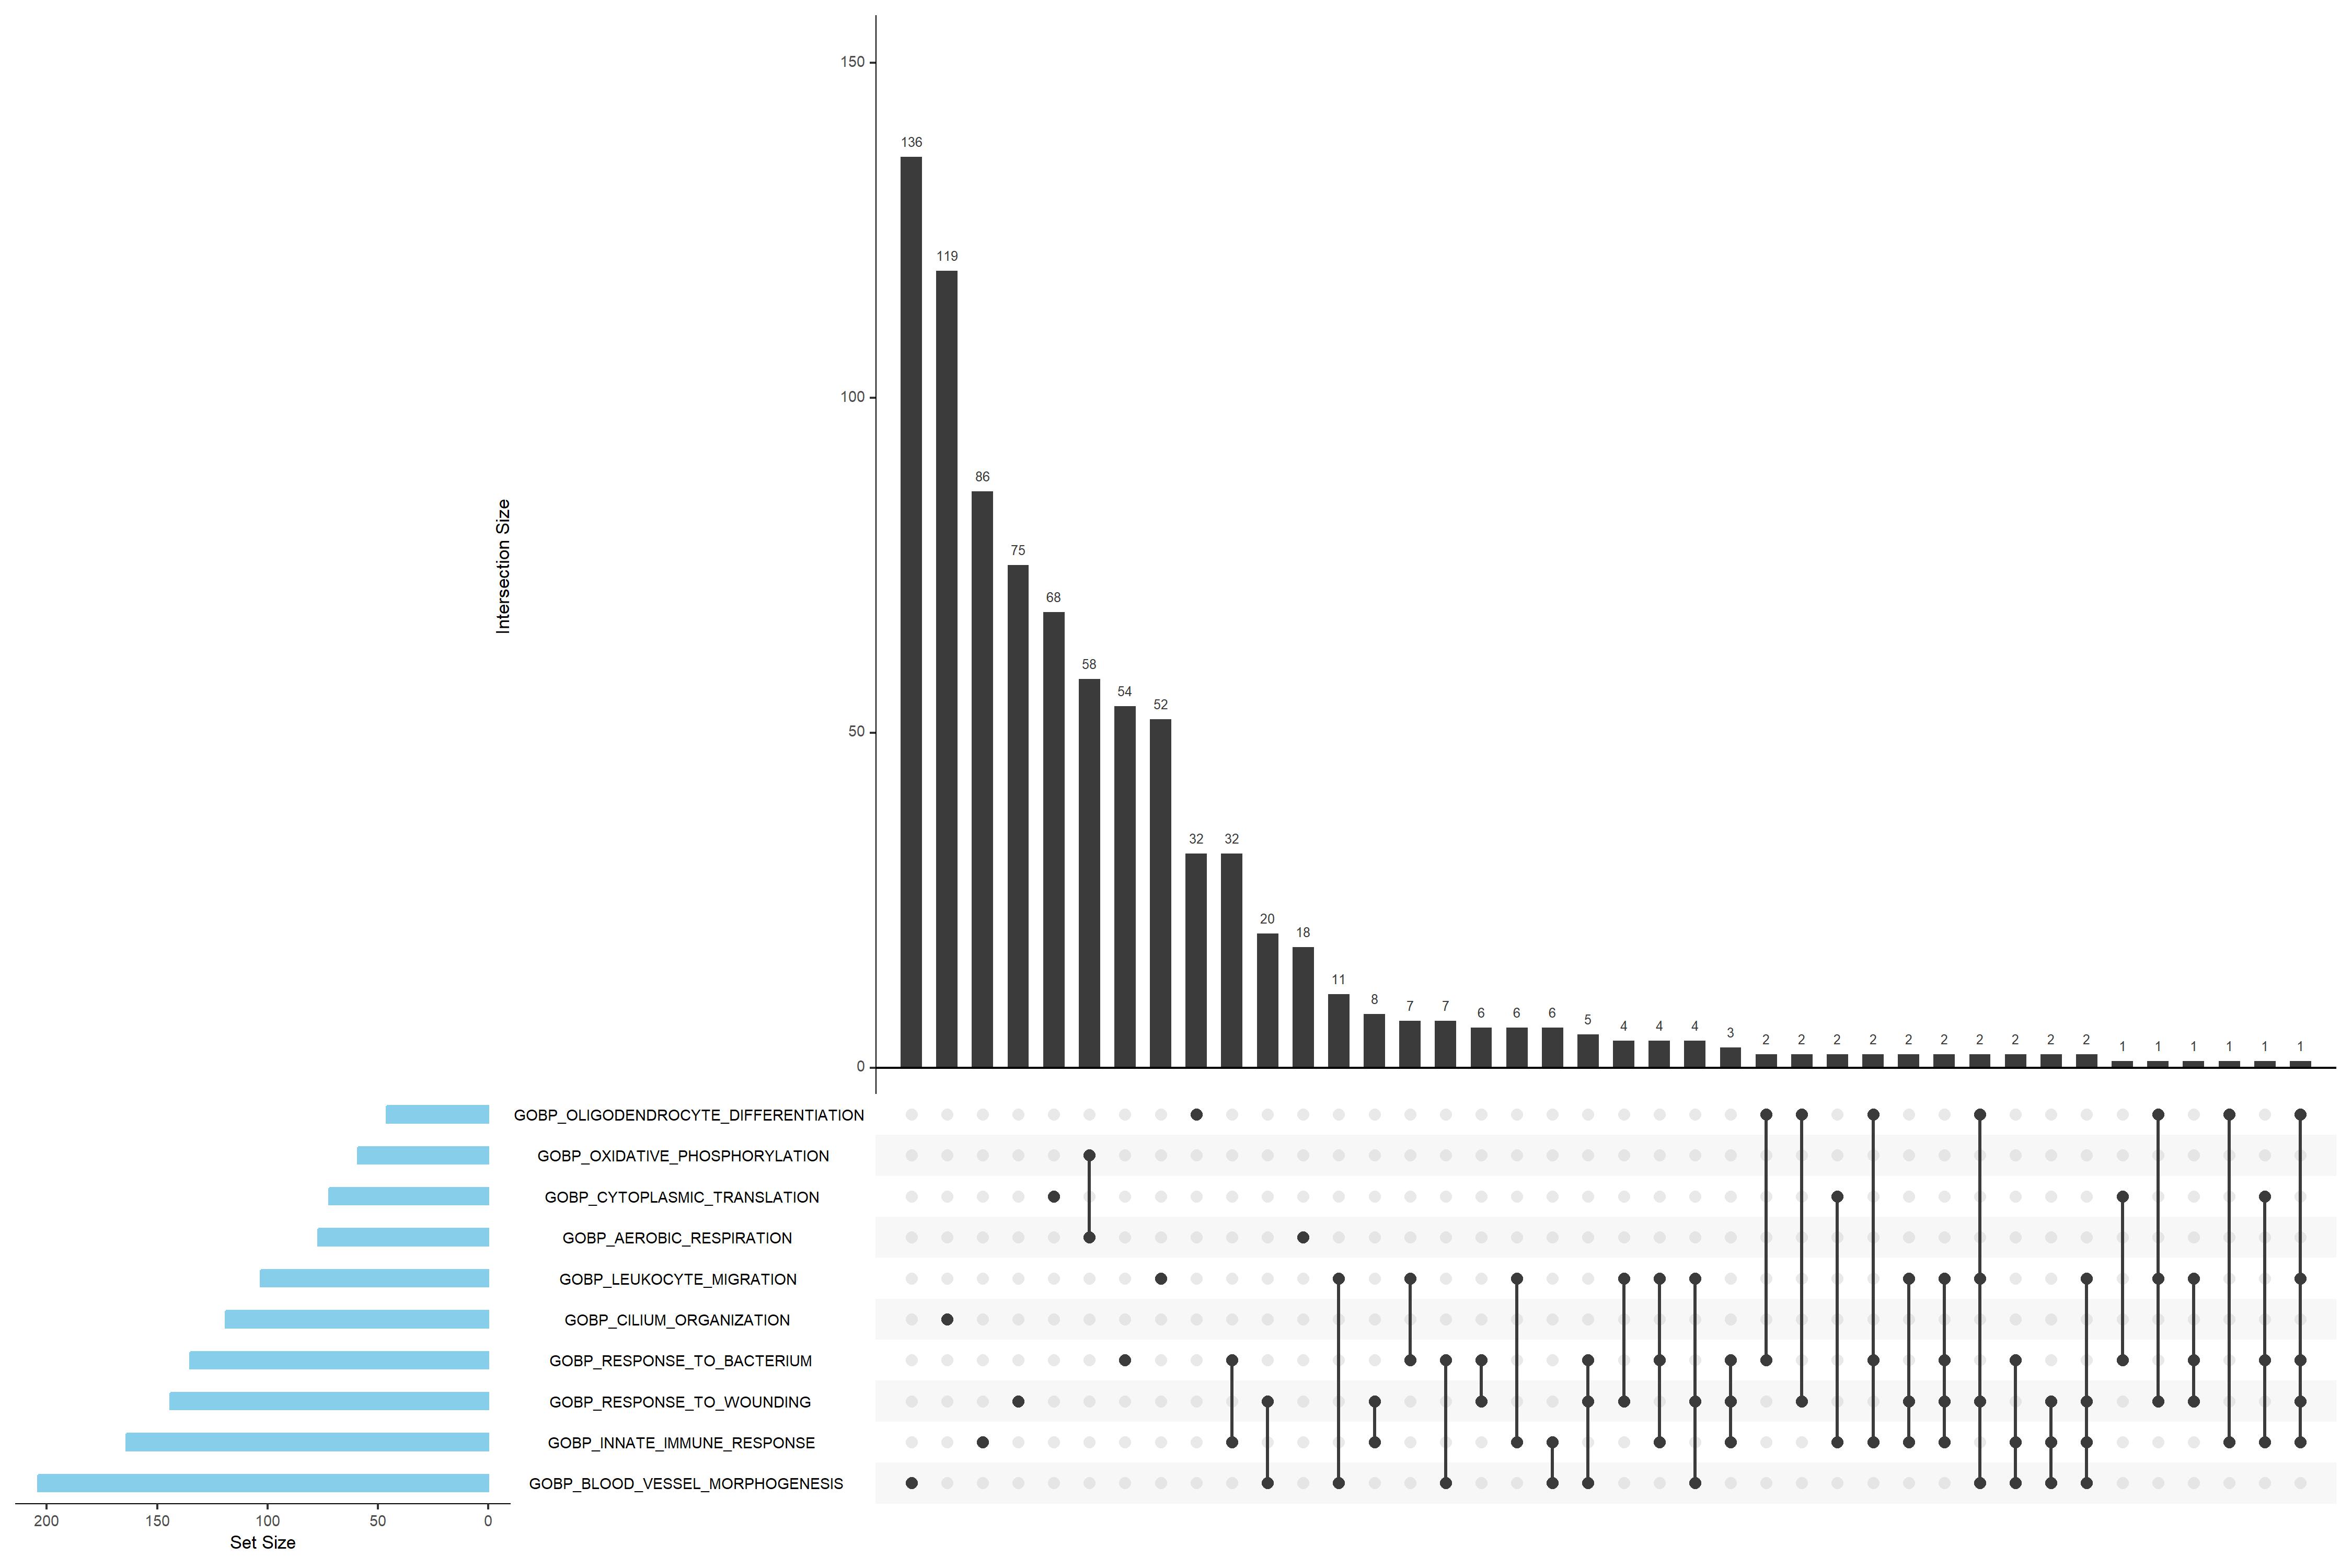 150
136
119
100
86
75
68
58
54
52
50
32 32
20
18
11
8
7 7
6 6 6
5
4 4 4
3
2 2 2 2 2 2 2 2 2 2
1 1 1 1 1 1
0
Intersection Size
GOBP_OLIGODENDROCYTE_DIFFERENTIATION
GOBP_OXIDATIVE_PHOSPHORYLATION
GOBP_CYTOPLASMIC_TRANSLATION
GOBP_AEROBIC_RESPIRATION
GOBP_LEUKOCYTE_MIGRATION
GOBP_CILIUM_ORGANIZATION
GOBP_RESPONSE_TO_BACTERIUM
GOBP_RESPONSE_TO_WOUNDING
GOBP_INNATE_IMMUNE_RESPONSE
GOBP_BLOOD_VESSEL_MORPHOGENESIS
200 150 100 50 0
Set Size